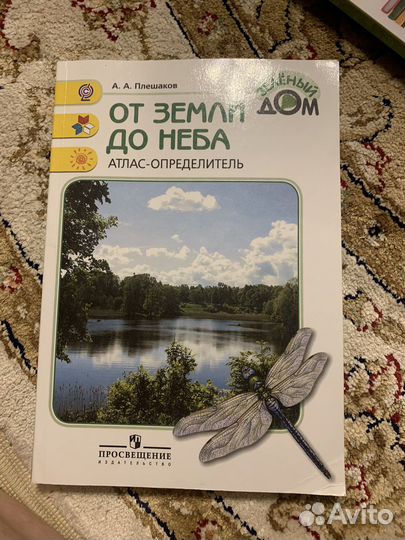 А. А. Плешаков
ЗЕЛЁНЫЙ
ДОМ
ОТ ЗЕМЛИ
ДО НЕБА
АТЛАС-ОПРЕДЕЛИТЕЛЬ
ПРОСВЕЩЕНИЕ
ИЗДАТЕЛЬСТВО
Avito